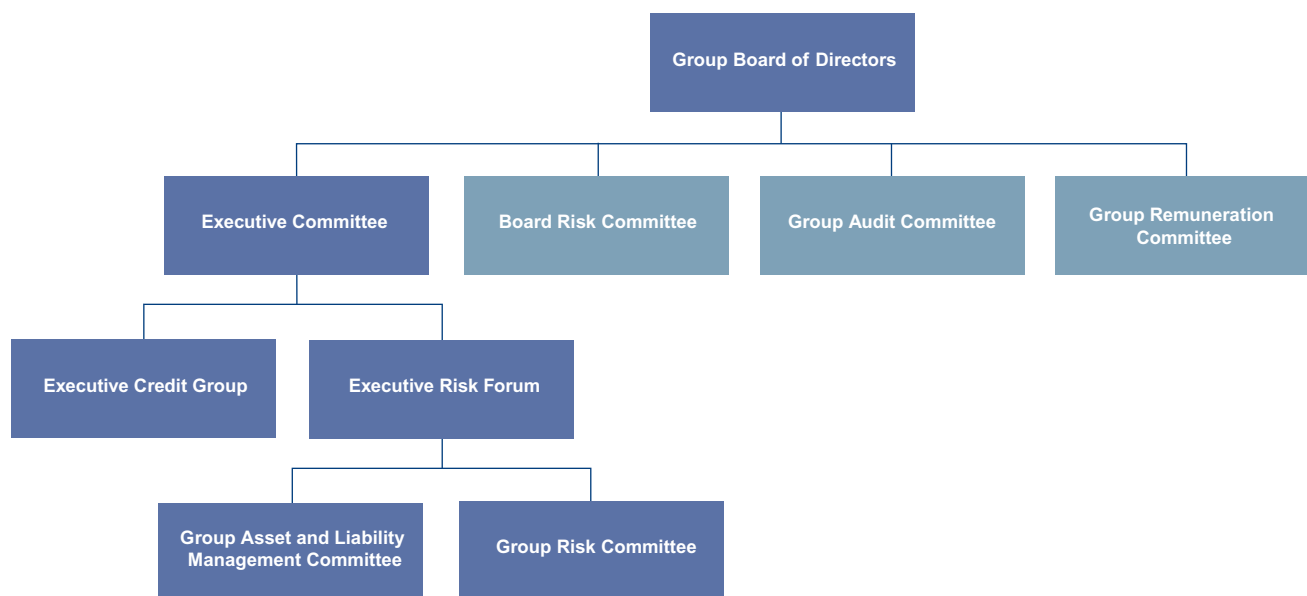 Group Board of Directors
Executive Committee
Board Risk Committee
Group Audit Committee
Group Remuneration
Committee
Executive Credit Group
Executive Risk Forum
Group Asset and Liability
Management Committee
Group Risk Committee